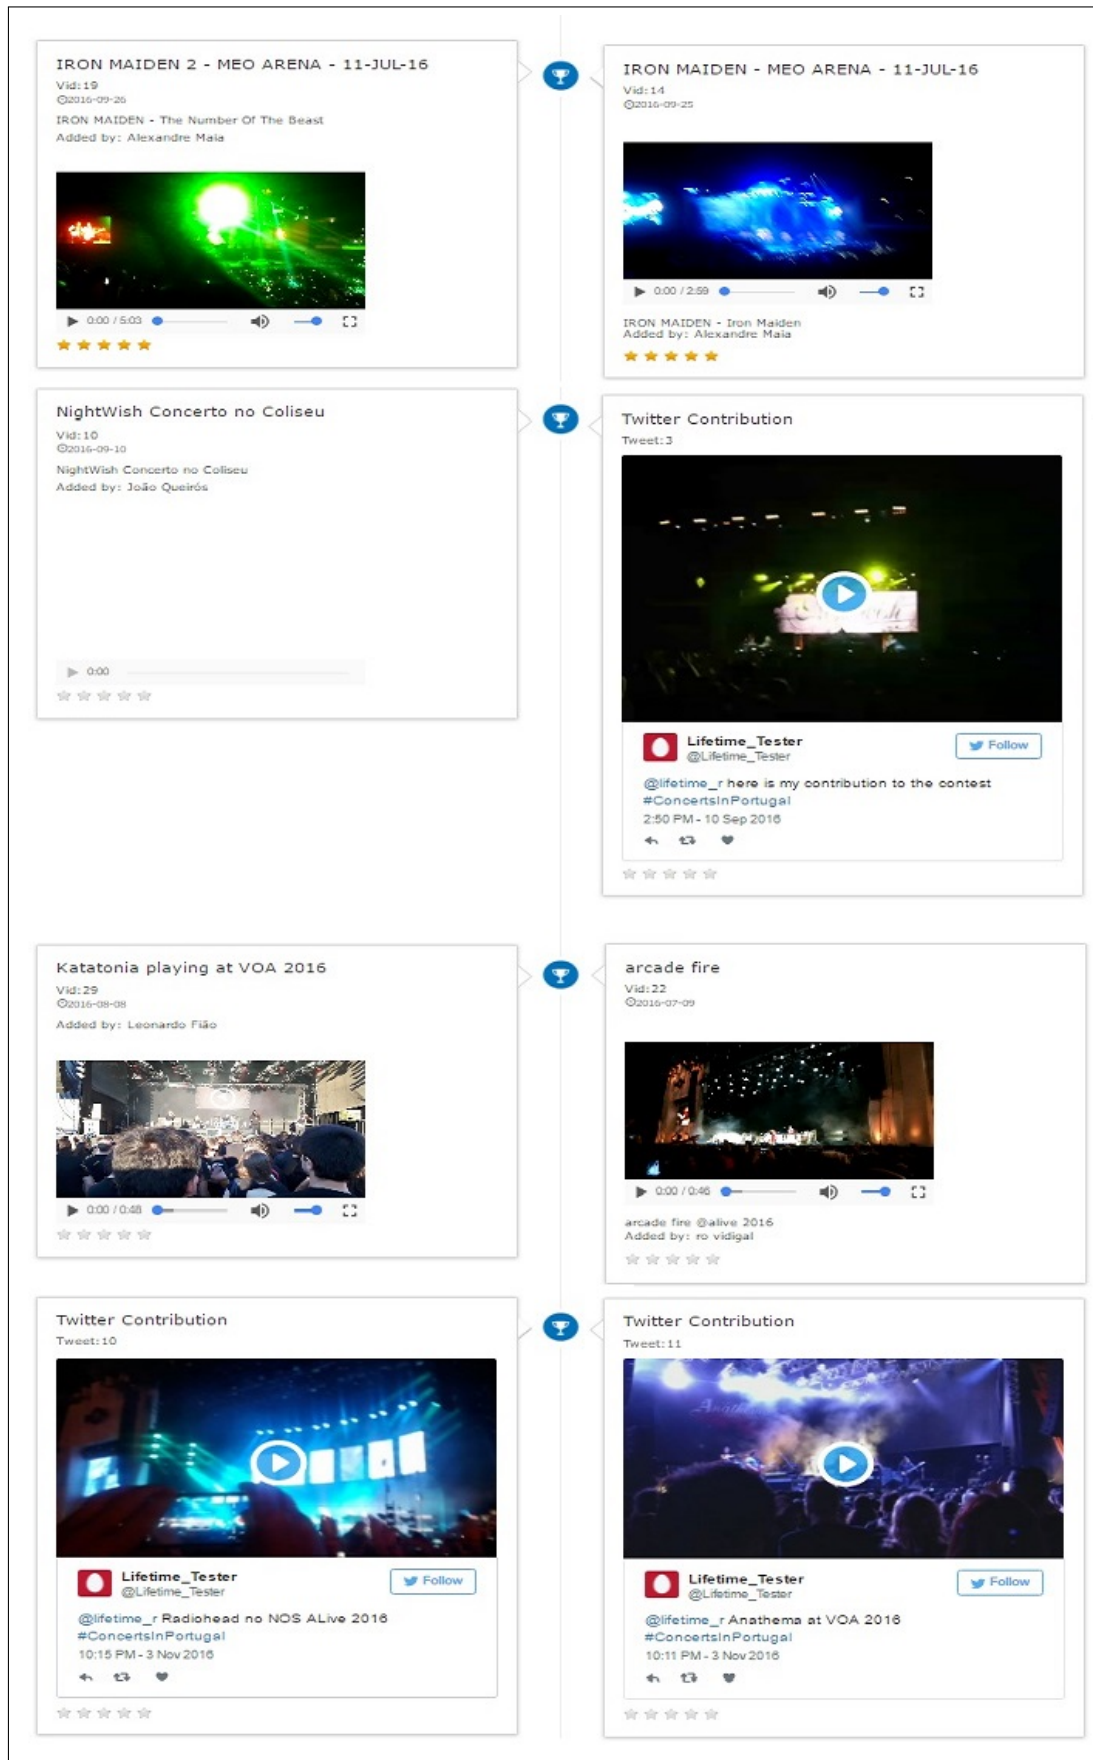 IRON MAIDEN 2 - MEO ARENA - 11-JUL-16
Vid:19
2016-09-26
IRON MAIDEN - The Number Of The Beast
Added by: Alexandre Maia
0:00 / 5:03
IRON MAIDEN - MEO ARENA - 11-JUL-16
Vid:14
2016-09-25
0:00 / 2:59
IRON MAIDEN - Iron Maiden
Added by: Alexandre Maia
NightWish Concerto no Coliseu
Vid:10
2016-09-10
NightWish Concerto no Coliseu
Added by: João Queirós
0:00
Twitter Contribution
Tweet:3
Lifetime_Tester
@Lifetime_Tester
Follow
@lifetime_r here is my contribution to the contest
#ConcertsInPortugal
2:50 PM - 10 Sep 2016
Katatonia playing at VOA 2016
Vid:29
2016-08-08
Added by: Leonardo Fião
0:00 / 0:48
arcade fire
Vid:22
2016-07-09
0:00 / 0:46
arcade fire @alive 2016
Added by: ro vidigal
Twitter Contribution
Tweet:10
Lifetime_Tester
@Lifetime_Tester
Follow
@lifetime_r Radiohead no NOS ALive 2016
#ConcertsInPortugal
10:15 PM - 3 Nov 2016
Twitter Contribution
Tweet:11
Lifetime_Tester
@Lifetime_Tester
Follow
@lifetime_r Anathema at VOA 2016
#ConcertsInPortugal
10:11 PM - 3 Nov 2016